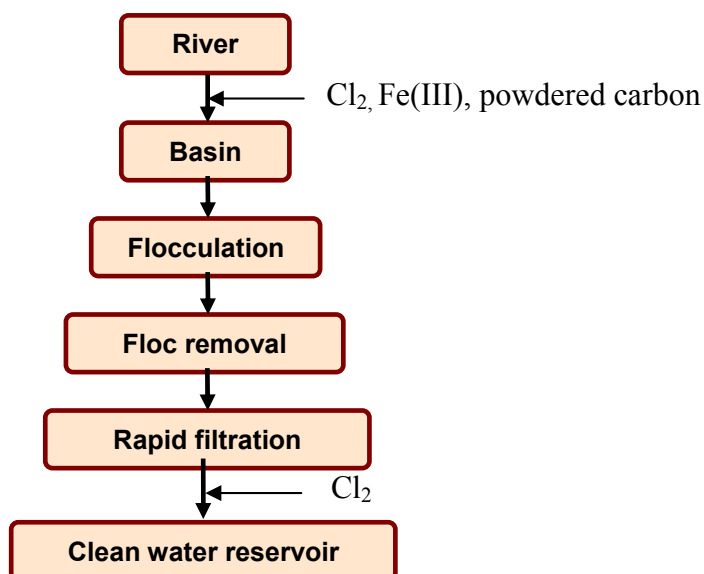 River
Cl₂, Fe(III), powdered carbon
Basin
Flocculation
Floc removal
Rapid filtration
Cl₂
Clean water reservoir